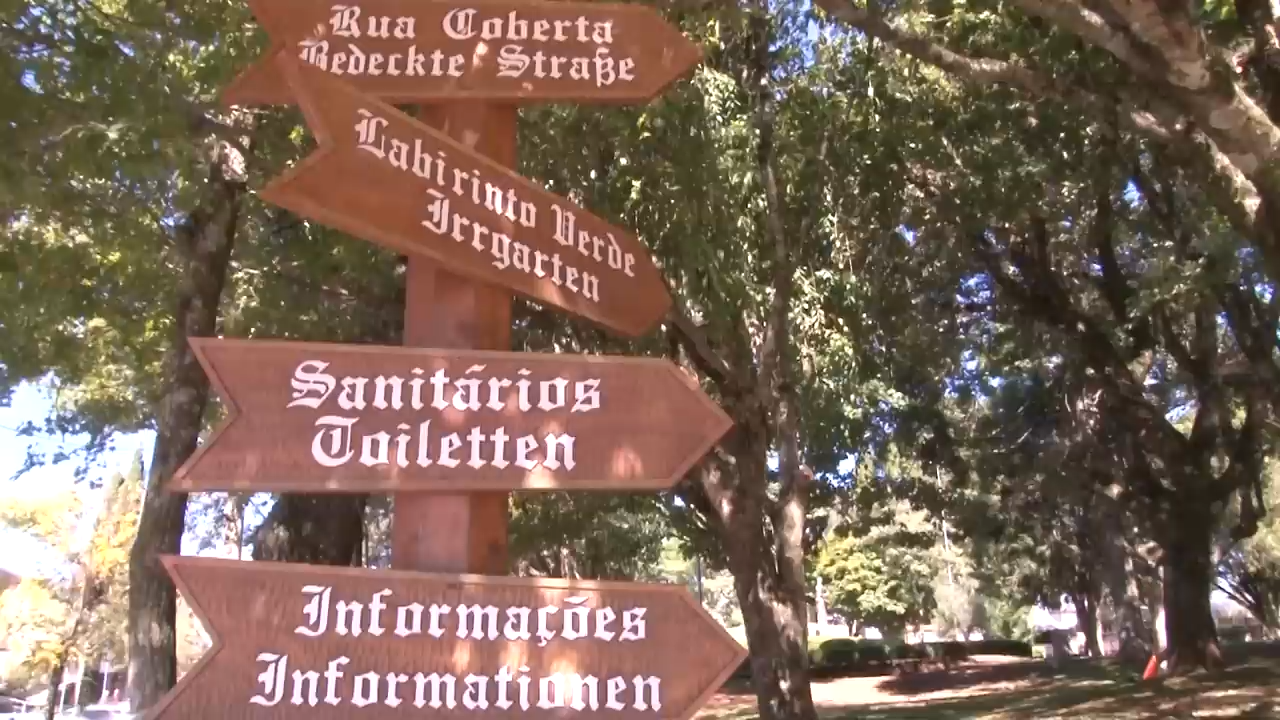 Rua Coberta
Bedeckte Straße
Labirinto Verde
Irrgarten
Sanitários
Toiletten
Informações
Informationen